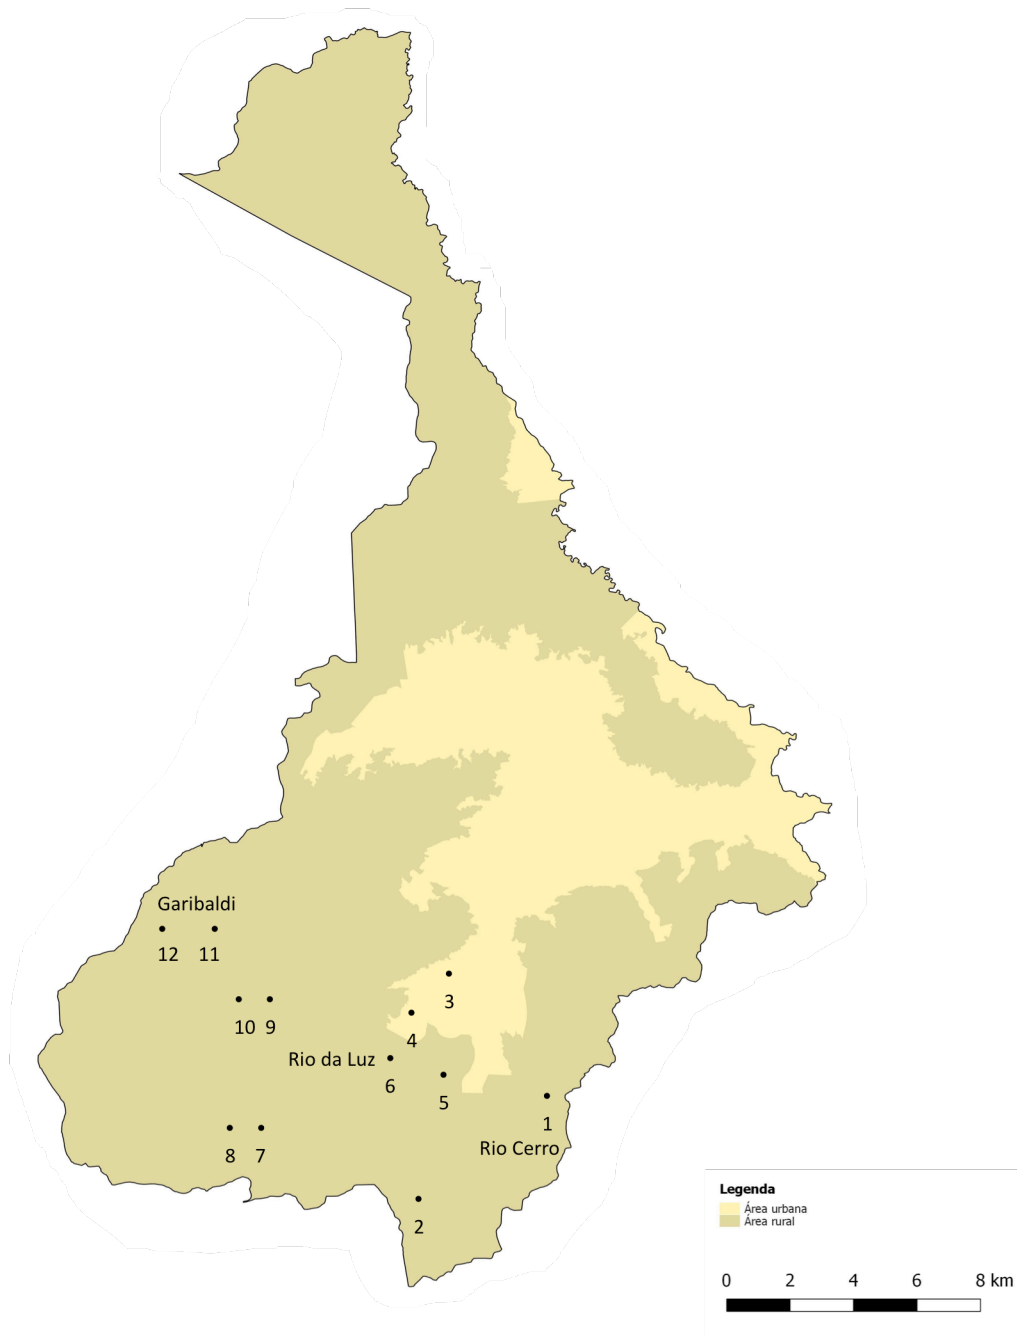 Garibaldi
12 11
3
10 9
4
Rio da Luz
6
5
1
Rio Cerro
8 7
2
Legenda
Área urbana
Área rural
0 2 4 6 8 km